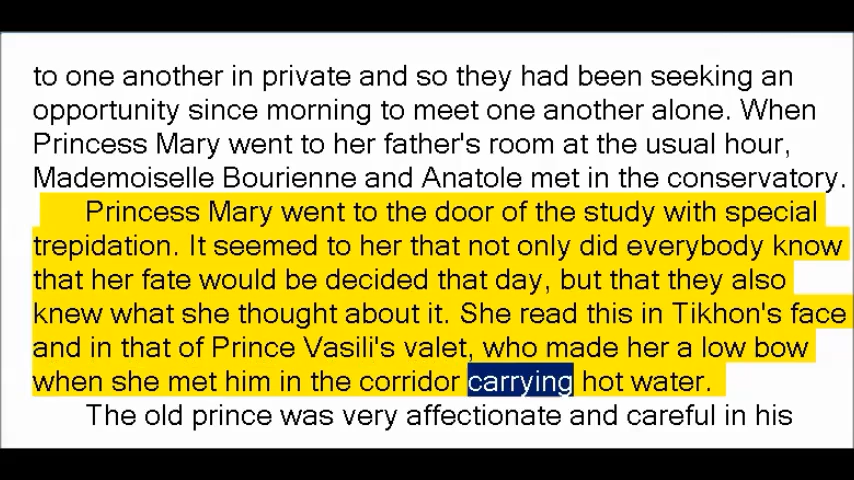 to one another in private and so they had been seeking an
opportunity since morning to meet one another alone. When
Princess Mary went to her father's room at the usual hour,
Mademoiselle Bourienne and Anatole met in the conservatory.
Princess Mary went to the door of the study with special
trepidation. It seemed to her that not only did everybody know
that her fate would be decided that day, but that they also
knew what she thought about it. She read this in Tikhon's face
and in that of Prince Vasili's valet, who made her a low bow
when she met him in the corridor carrying hot water.
The old prince was very affectionate and careful in his